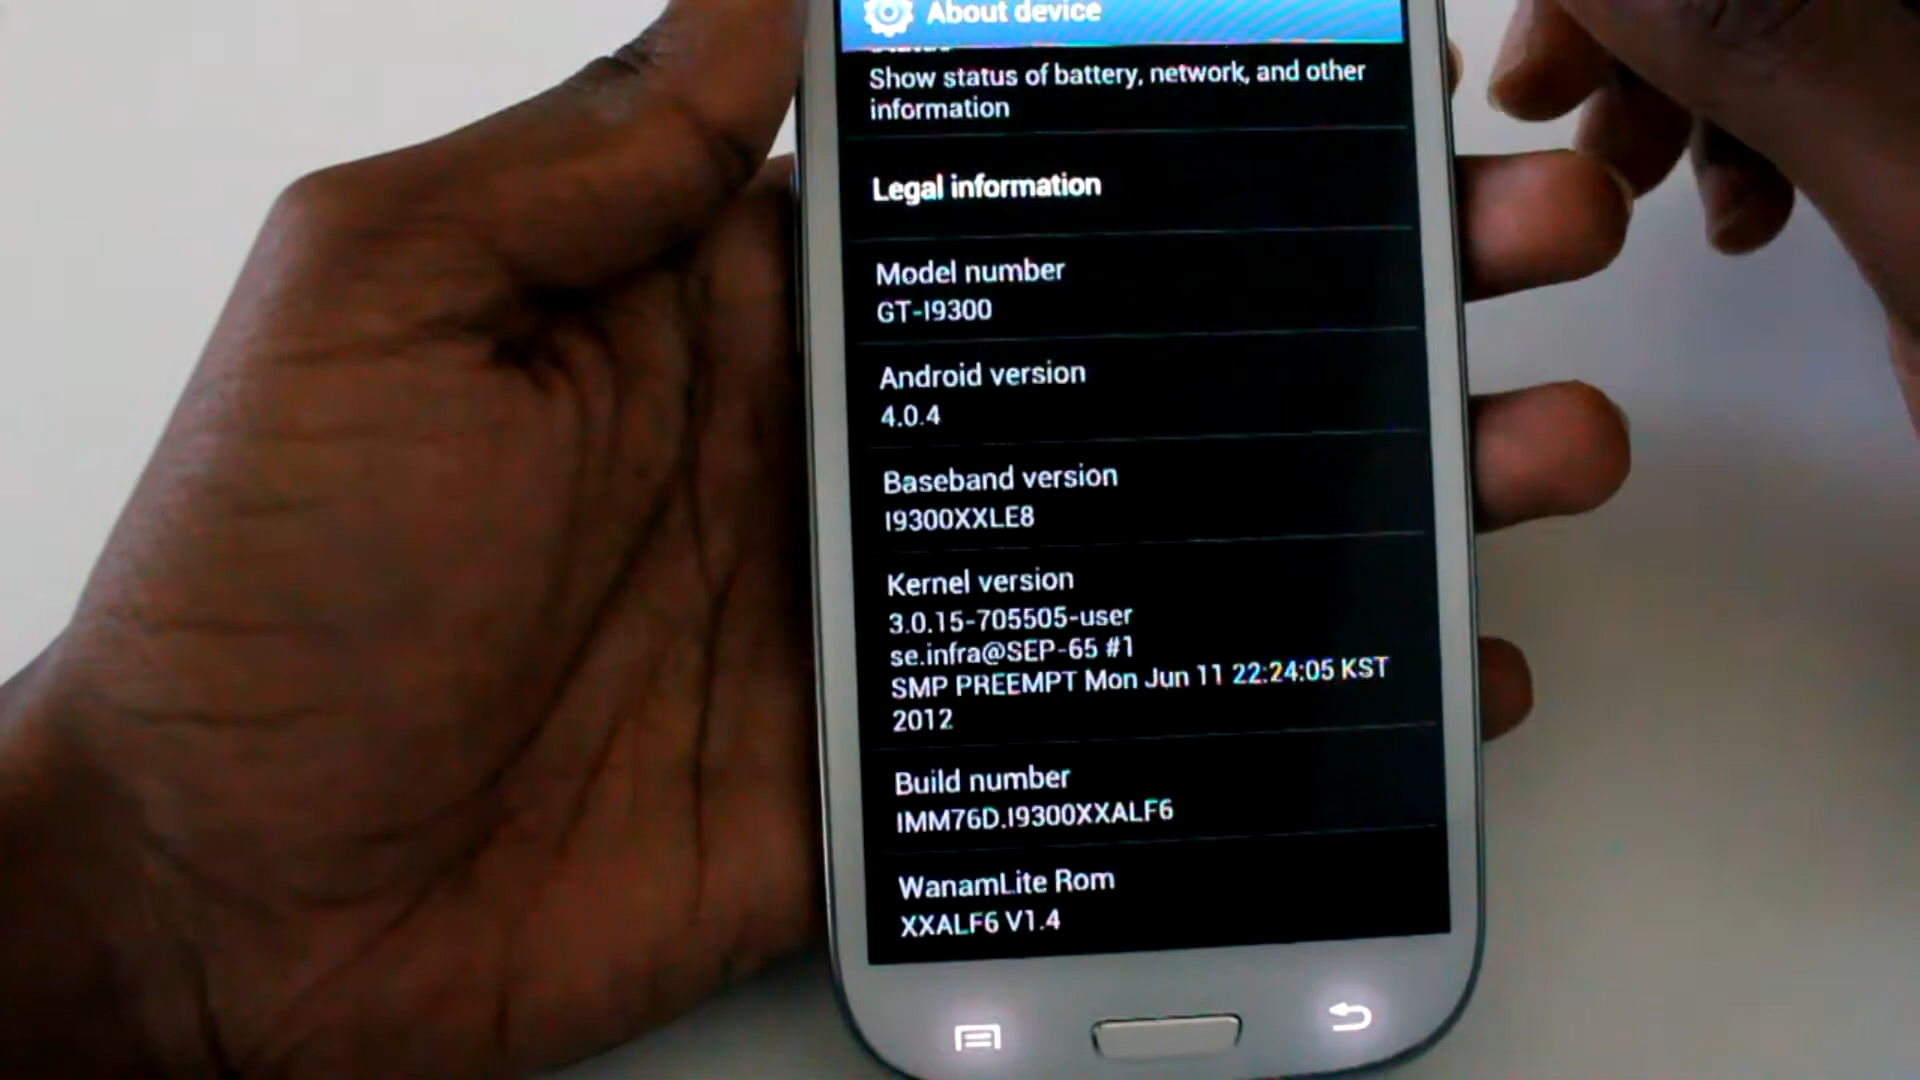 About device
Show status of battery, network, and other
information
Legal information
Model number
GT-I9300
Android version
4.0.4
Baseband version
I9300XXLE8
Kernel version
3.0.15-705505-user
se.infra@SEP-65 #1
SMP PREEMPT Mon Jun 11 22:24:05 KST
2012
Build number
IMM76D.I9300XXALF6
WanamLite Rom
XXALF6 V1.4